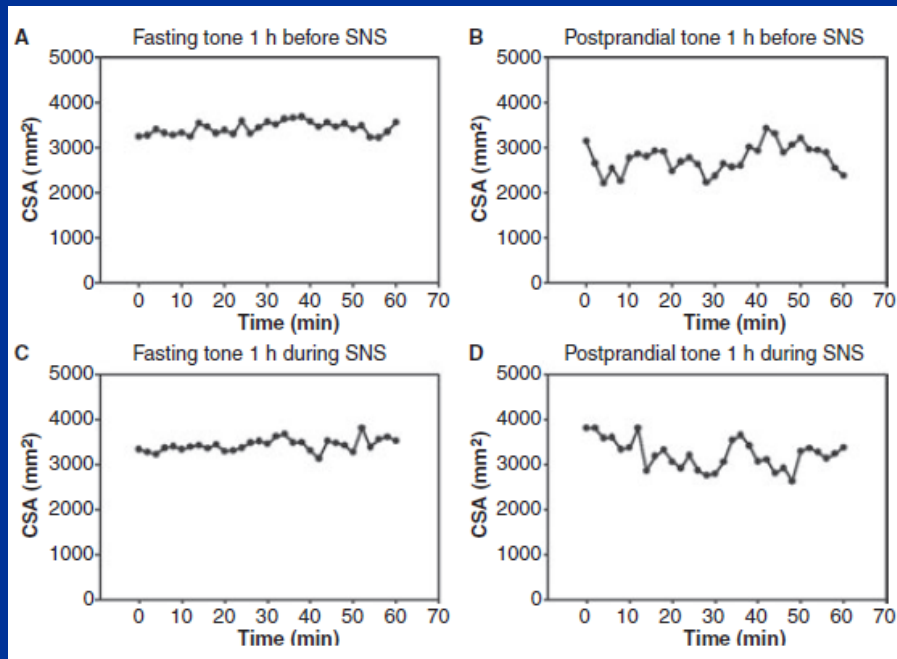 A Fasting tone 1 h before SNS
5000
4000
3000
2000
1000
0
CSA (mm²)
0 10 20 30 40 50 60 70
Time (min)
B Postprandial tone 1 h before SNS
5000
4000
3000
2000
1000
0
CSA (mm²)
0 10 20 30 40 50 60 70
Time (min)
C Fasting tone 1 h during SNS
5000
4000
3000
2000
1000
0
CSA (mm²)
0 10 20 30 40 50 60 70
Time (min)
D Postprandial tone 1 h during SNS
5000
4000
3000
2000
1000
0
CSA (mm²)
0 10 20 30 40 50 60 70
Time (min)